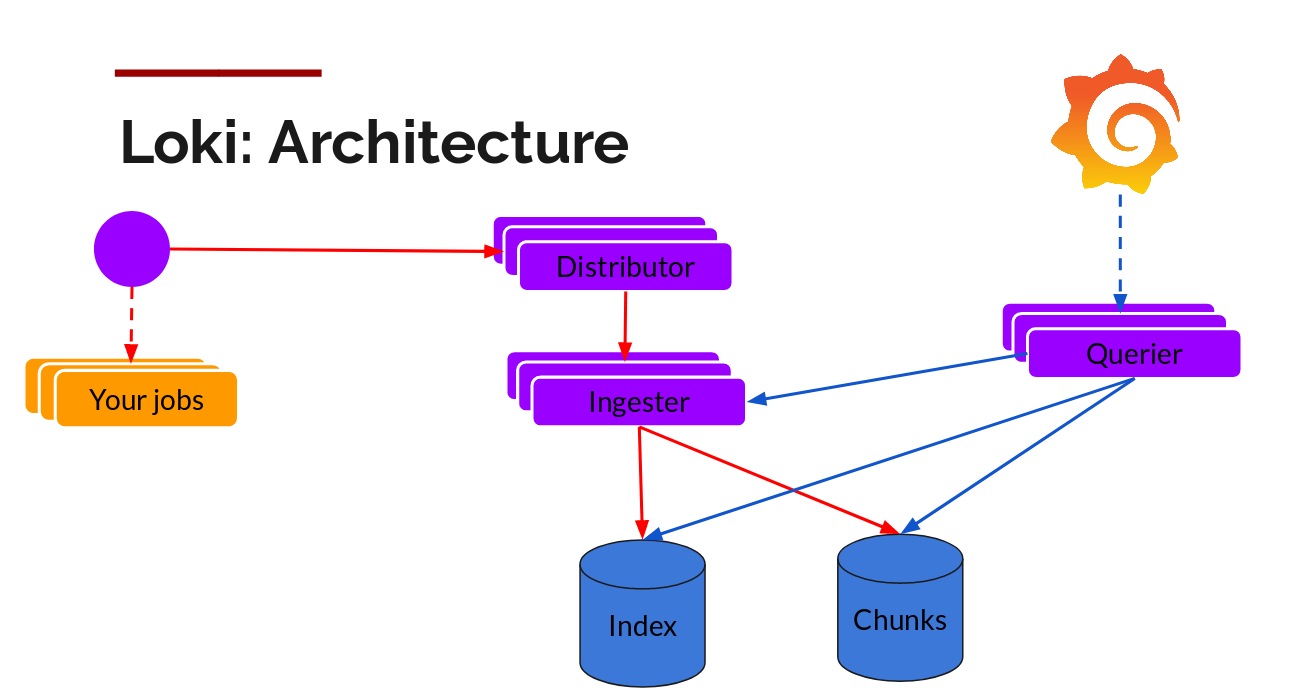 Loki: Architecture
Distributor
Querier
Your jobs
Ingester
Index
Chunks